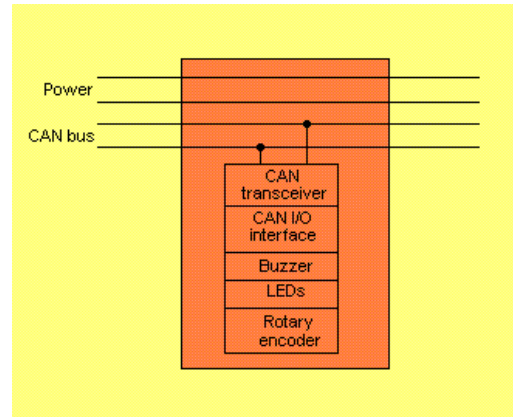 Power
CAN bus
CAN
transceiver
CAN I/O
interface
Buzzer
LEDs
Rotary
encoder